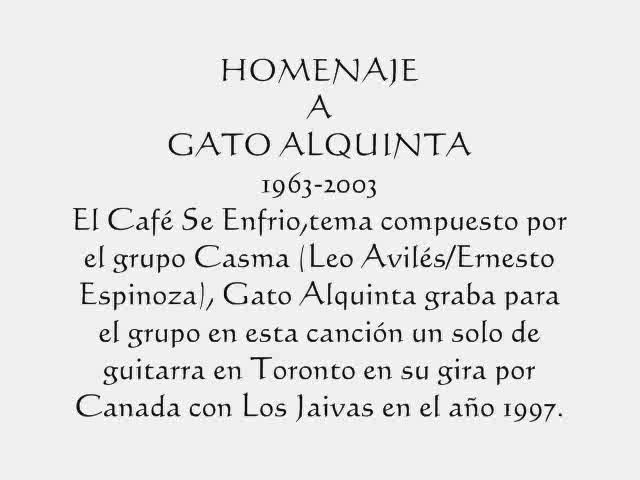 HOMENAJE
A
GATO ALQUINTA
1963-2003
El Café Se Enfrio,tema compuesto por
el grupo Casma (Leo Avilés/Ernesto
Espinoza), Gato Alquinta graba para
el grupo en esta canción un solo de
guitarra en Toronto en su gira por
Canada con Los Jaivas en el año 1997.